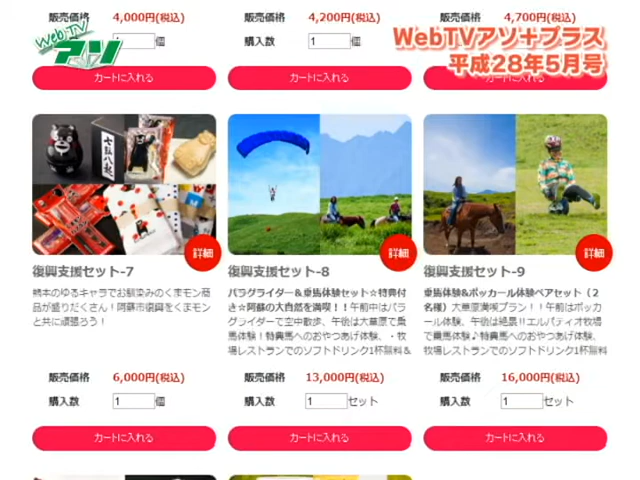 販売価格 4,000円(税込)
販売価格 4,200円(税込)
販売価格 4,700円(税込)
Web TV
アソ
WebTVアソ+プラス
平成28年5月号
1 個
購入数 1 個
カートに入れる
カートに入れる
七転八起
詳細
詳細
詳細
復興支援セット-7
熊本のゆるキャラでお馴染みのくまモン商
品が盛りだくさん！阿蘇市復興をくまモン
と共に頑張ろう！
復興支援セット-8
パラグライダー&乗馬体験セット☆特典付
き☆阿蘇の大自然を満喫！！午前中はパラ
グライダーで空中散歩、午後は大草原で乗
馬体験！特典馬へのおやつあげ体験、・牧
場レストランでのソフトドリンク1杯無料&
復興支援セット-9
乗馬体験&ポッカール体験ペアセット（2
名様）大草原満喫プラン！！午前はポッカ
ール体験、午後は絶景!!エルパティオ牧場
で乗馬体験♪特典馬へのおやつあげ体験、
牧場レストランでのソフトドリンク1杯無料
販売価格 6,000円(税込)
購入数 1 個
カートに入れる
販売価格 13,000円(税込)
購入数 1 セット
カートに入れる
販売価格 16,000円(税込)
購入数 1 セット
カートに入れる